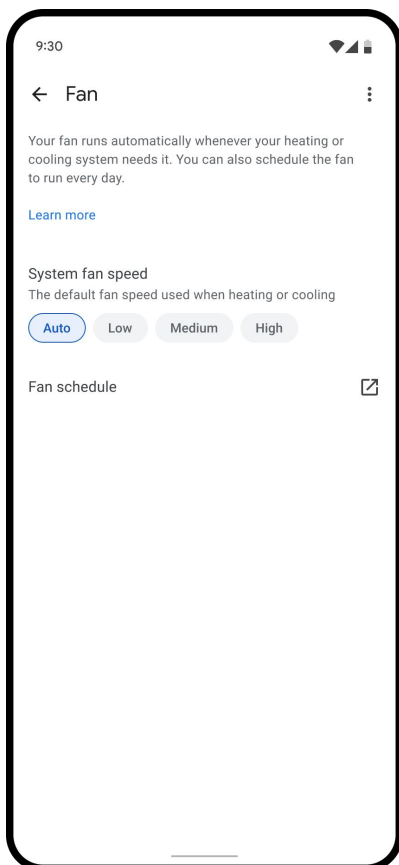 9:30
Fan
Your fan runs automatically whenever your heating or
cooling system needs it. You can also schedule the fan
to run every day.
Learn more
System fan speed
The default fan speed used when heating or cooling
Auto Low Medium High
Fan schedule